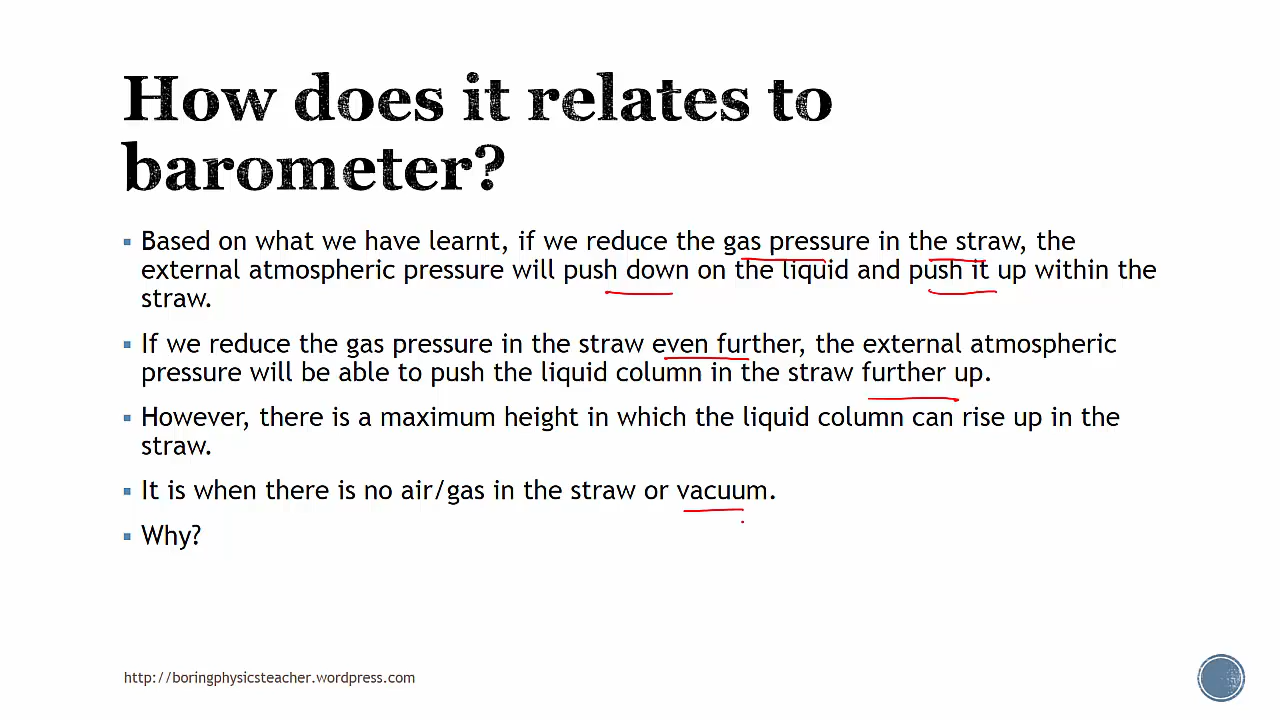 How does it relates to
barometer?
▪ Based on what we have learnt, if we reduce the gas pressure in the straw, the
external atmospheric pressure will push down on the liquid and push it up within the
straw.
▪ If we reduce the gas pressure in the straw even further, the external atmospheric
pressure will be able to push the liquid column in the straw further up.
▪ However, there is a maximum height in which the liquid column can rise up in the
straw.
▪ It is when there is no air/gas in the straw or vacuum.
▪ Why?
http://boringphysicsteacher.wordpress.com